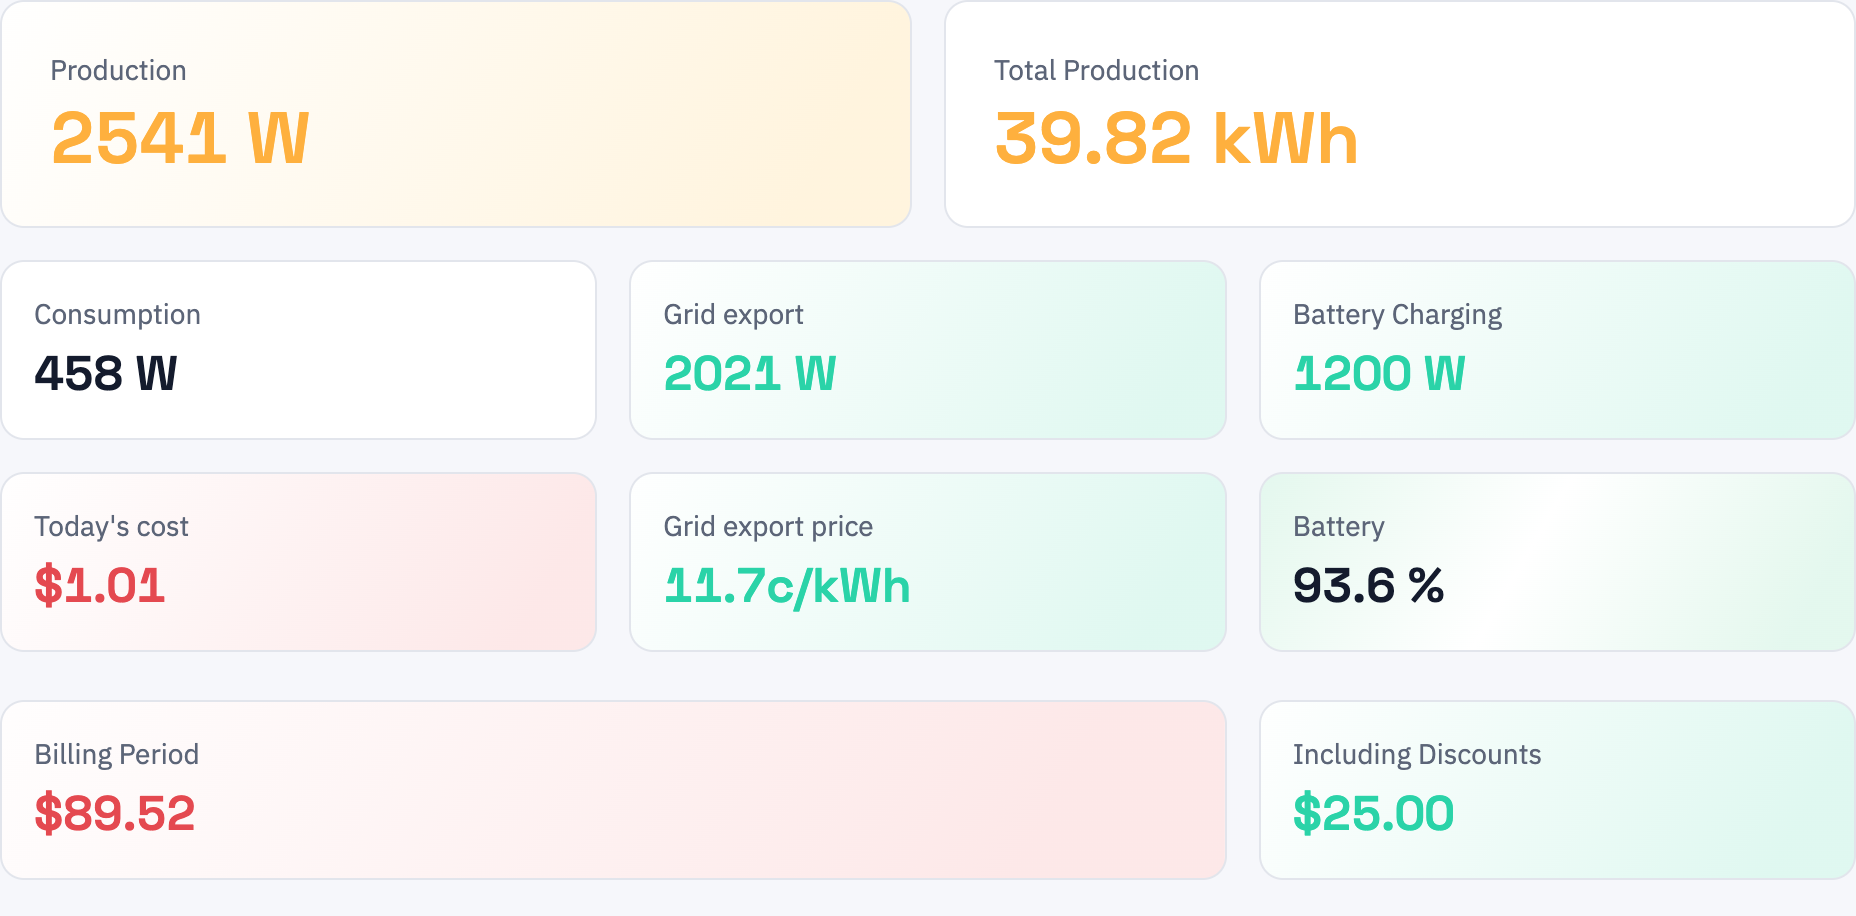 Production
2541 W
Total Production
39.82 kWh
Consumption
458 W
Grid export
2021 W
Battery Charging
1200 W
Today's cost
$1.01
Grid export price
11.7c/kWh
Battery
93.6 %
Billing Period
$89.52
Including Discounts
$25.00